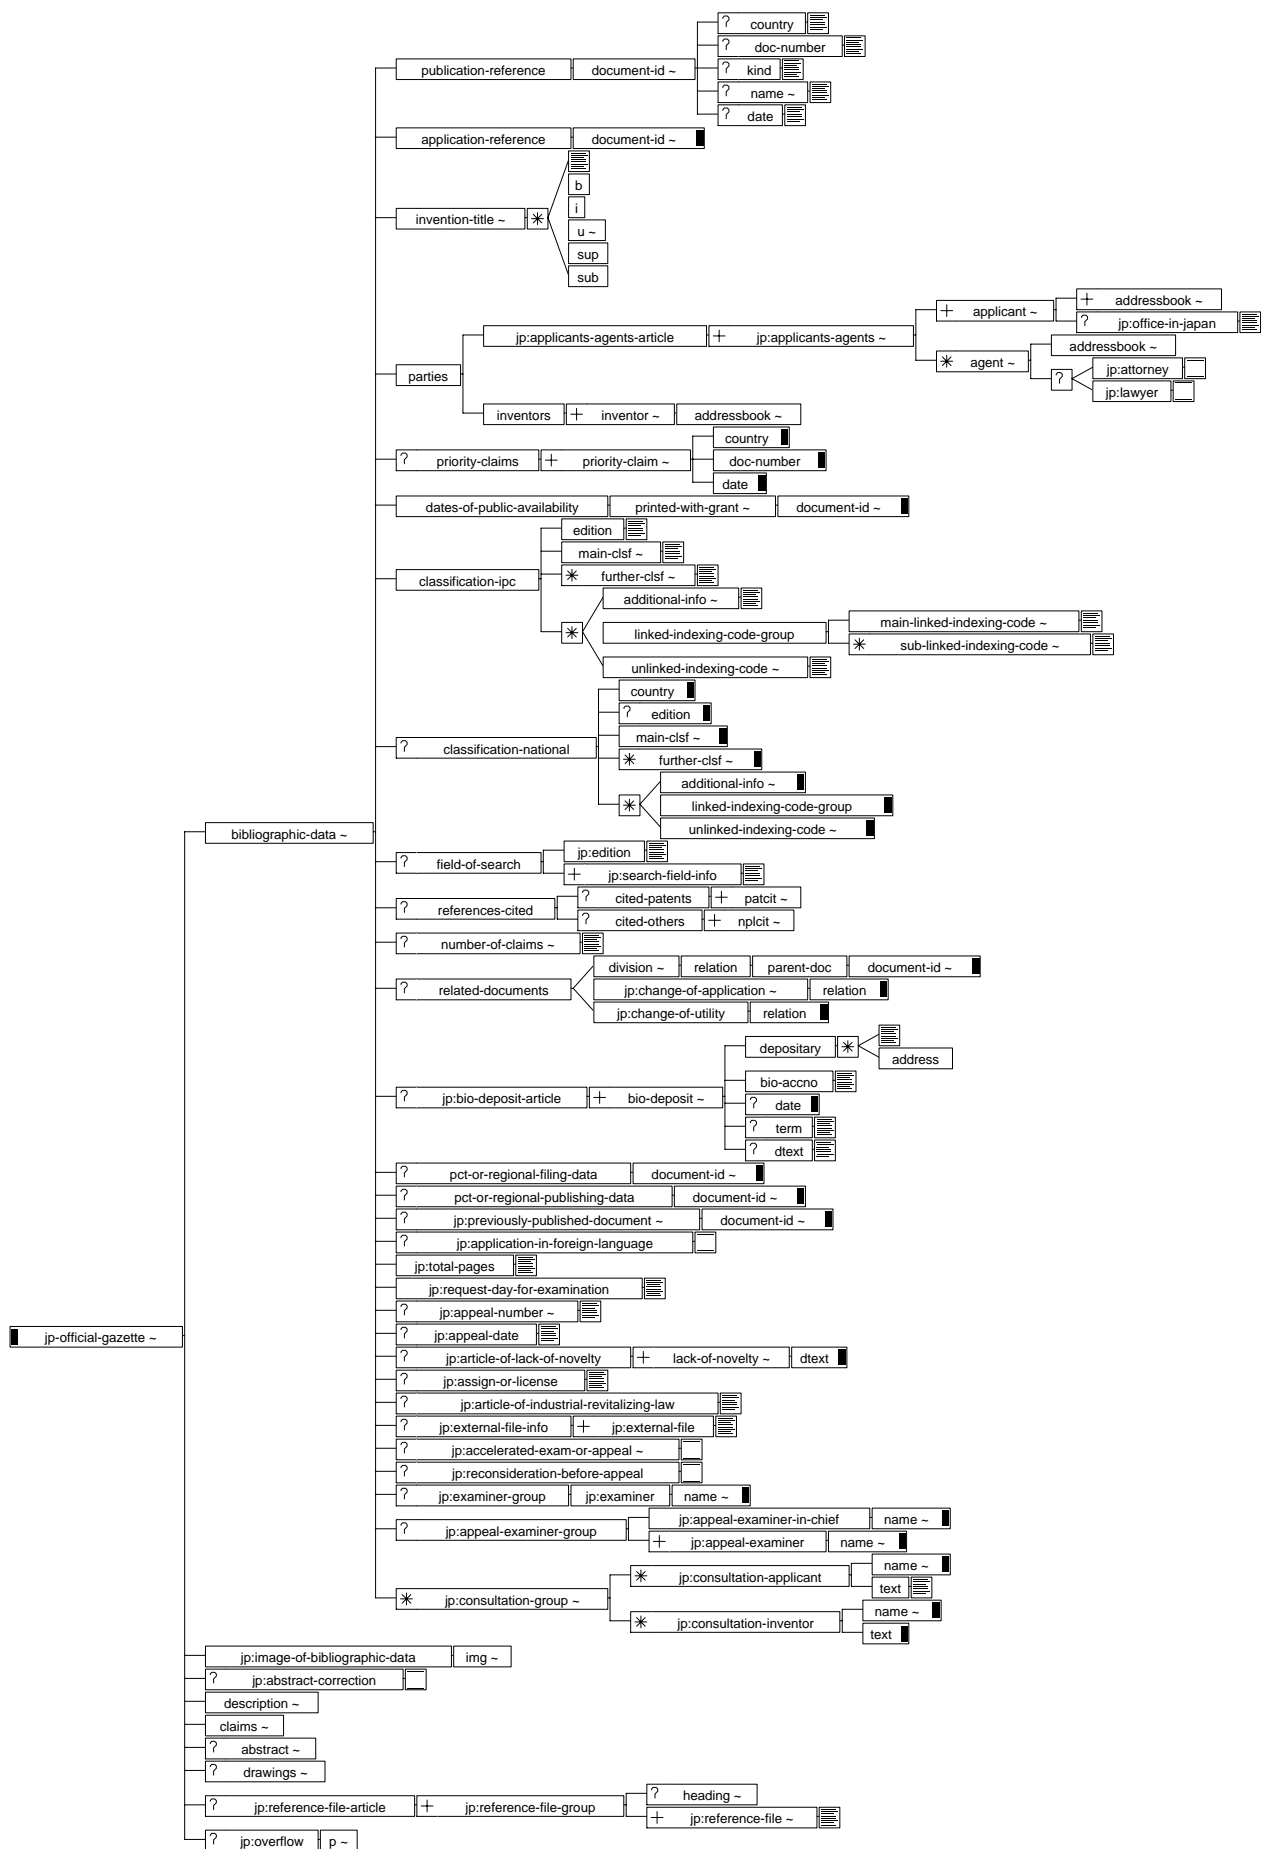 ? country
? doc-number
publication-reference document-id ~ ? kind
? name ~
? date
application-reference document-id ~
b
i
invention-title ~ *
u ~
sup
sub
+ addressbook ~
+ applicant ~
? jp:office-in-japan
jp:applicants-agents-article + jp:applicants-agents ~
addressbook ~
* agent ~
parties ? jp:attorney
jp:lawyer
inventors + inventor ~ addressbook ~
country
? priority-claims + priority-claim ~ doc-number
date
dates-of-public-availability printed-with-grant ~ document-id ~
edition
main-clsf ~
classification-ipc * further-clsf ~
additional-info ~
main-linked-indexing-code ~
* linked-indexing-code-group
* sub-linked-indexing-code ~
unlinked-indexing-code ~
country
? edition
main-clsf ~
? classification-national
* further-clsf ~
additional-info ~
* linked-indexing-code-group
unlinked-indexing-code ~
bibliographic-data ~
jp:edition
? field-of-search
+ jp:search-field-info
? cited-patents + patcit ~
? references-cited
? cited-others + nplcit ~
? number-of-claims ~
division ~ relation parent-doc document-id ~
? related-documents jp:change-of-application ~ relation
jp:change-of-utility relation
depositary * address
bio-accno
? jp:bio-deposit-article + bio-deposit ~ ? date
? term
? dtext
? pct-or-regional-filing-data document-id ~
? pct-or-regional-publishing-data document-id ~
? jp:previously-published-document ~ document-id ~
? jp:application-in-foreign-language
jp:total-pages
jp:request-day-for-examination
? jp:appeal-number ~
jp-official-gazette ~ ? jp:appeal-date
? jp:article-of-lack-of-novelty + lack-of-novelty ~ dtext
? jp:assign-or-license
? jp:article-of-industrial-revitalizing-law
? jp:external-file-info + jp:external-file
? jp:accelerated-exam-or-appeal ~
? jp:reconsideration-before-appeal
? jp:examiner-group jp:examiner name ~
jp:appeal-examiner-in-chief name ~
? jp:appeal-examiner-group
+ jp:appeal-examiner name ~
name ~
* jp:consultation-applicant
text
* jp:consultation-group ~
name ~
* jp:consultation-inventor
text
jp:image-of-bibliographic-data img ~
? jp:abstract-correction
description ~
claims ~
? abstract ~
? drawings ~
? heading ~
? jp:reference-file-article + jp:reference-file-group
+ jp:reference-file ~
? jp:overflow p ~